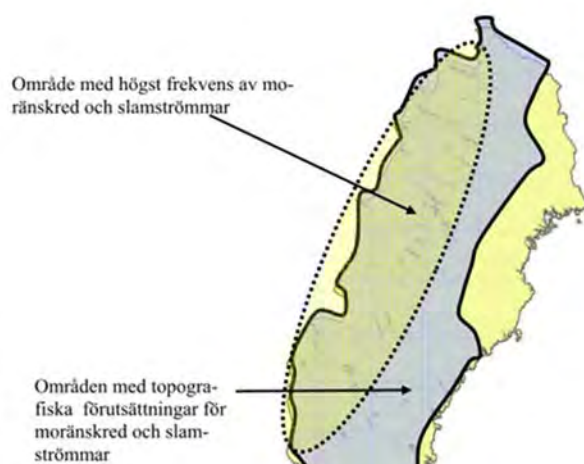 Område med högst frekvens av mo-
ränskred och slamströmmar
Områden med topogra-
fiska förutsättningar för
moränskred och slam-
strömmar